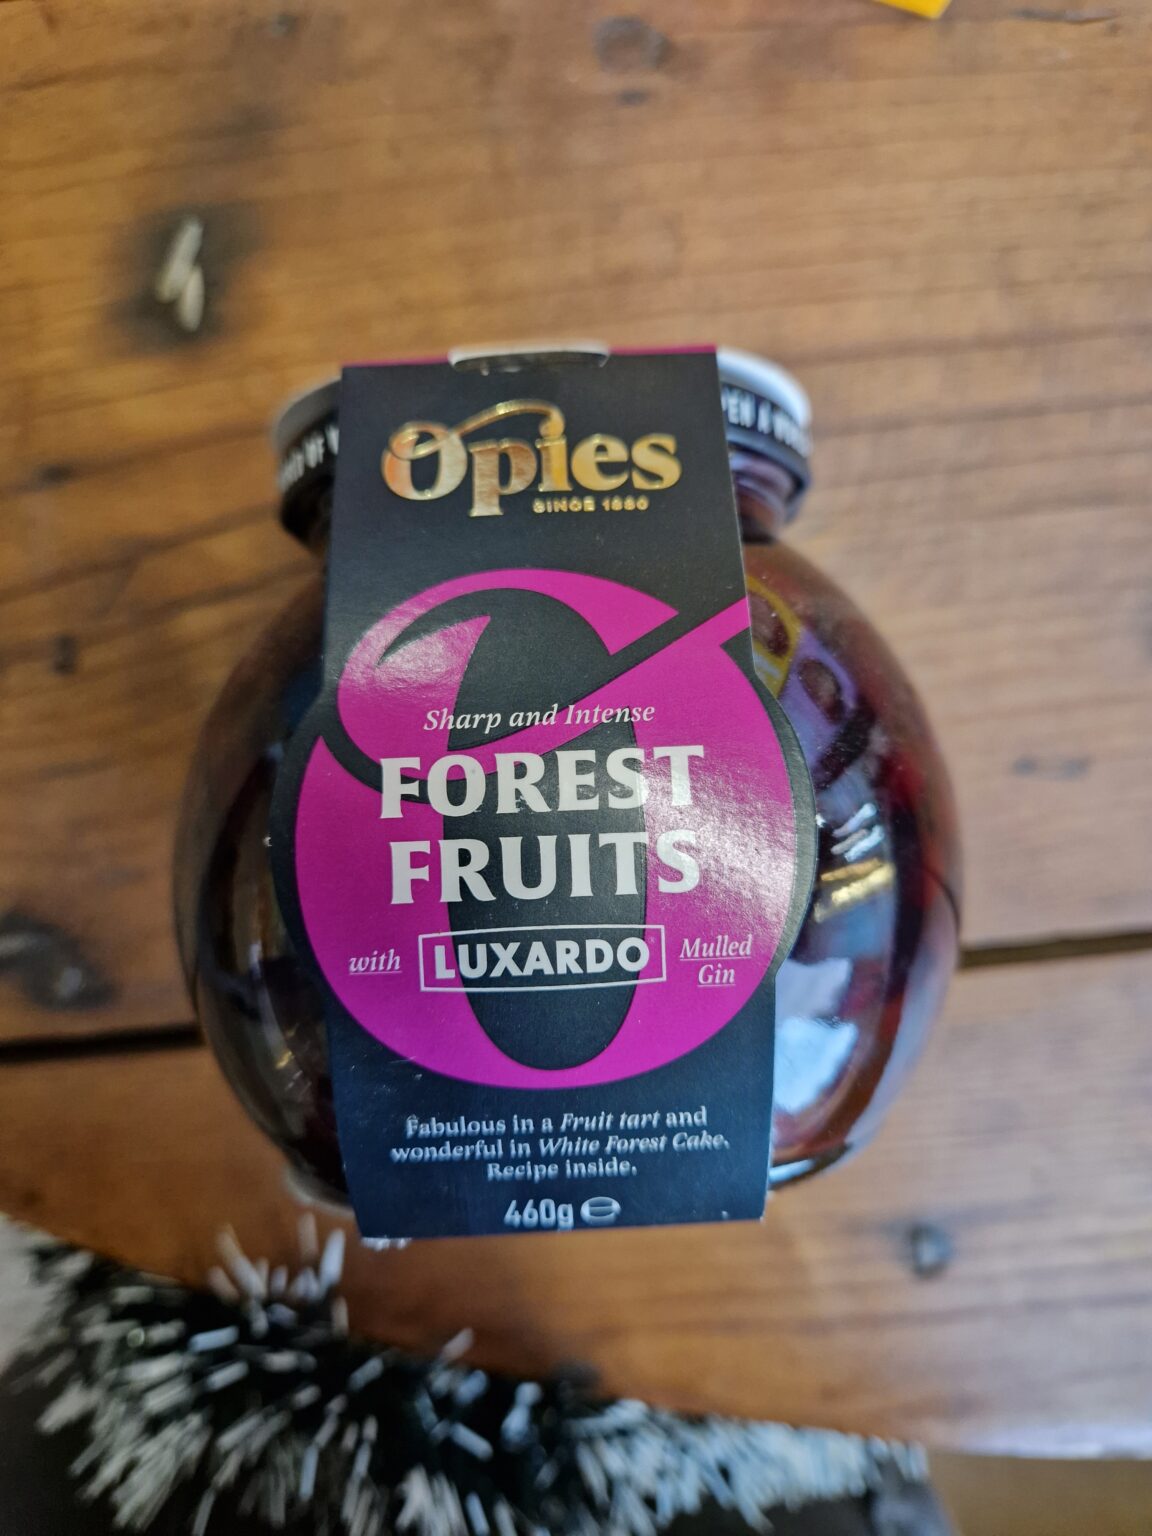 Opies
SINCE 1880
Sharp and Intense
FOREST
FRUITS
with LUXARDO Mulled
Gin
Fabulous in a Fruit tart and
wonderful in White Forest Cake.
Recipe inside.
460g